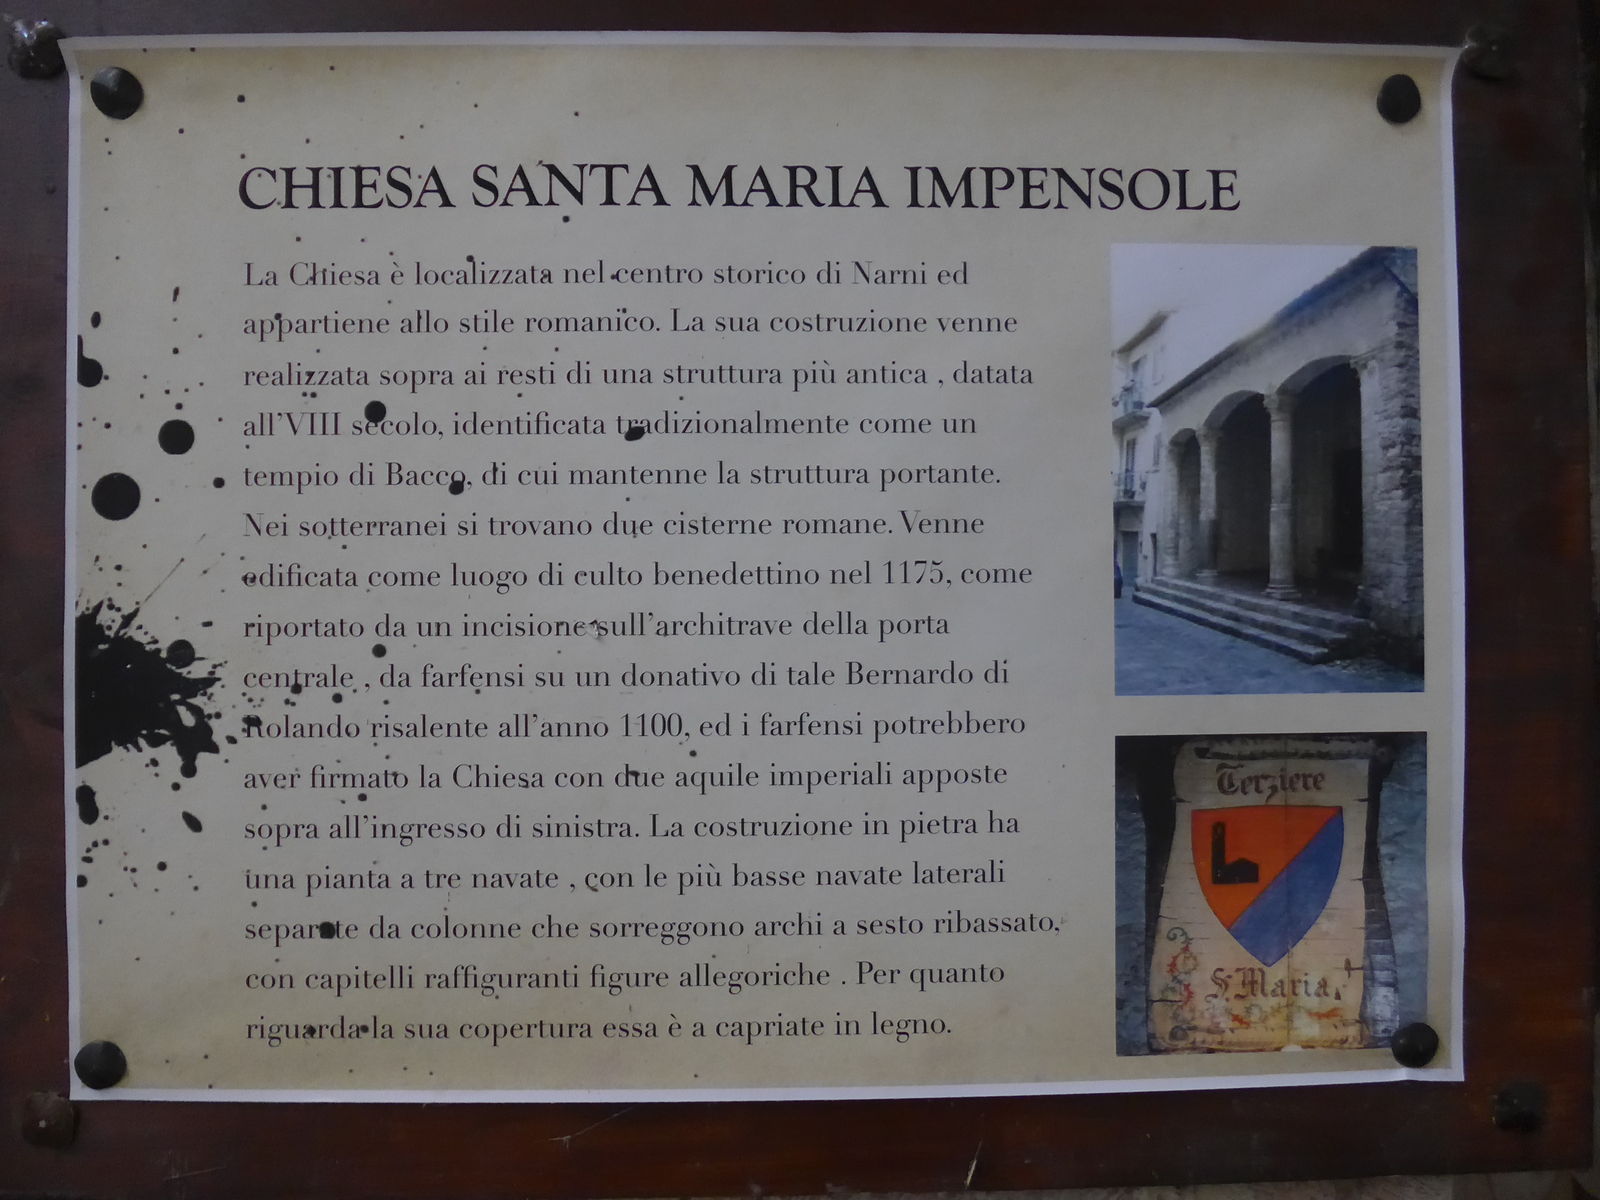 CHIESA SANTA MARIA IMPENSOLE
La Chiesa è localizzata nel centro storico di Narni ed
appartiene allo stile romanico. La sua costruzione venne
realizzata sopra ai resti di una struttura più antica , datata
all'VIII secolo, identificata tradizionalmente come un
tempio di Bacco, di cui mantenne la struttura portante.
Nei sotterranei si trovano due cisterne romane. Venne
edificata come luogo di culto benedettino nel 1175, come
riportato da un incisione sull'architrave della porta
centrale , da farfensi su un donativo di tale Bernardo di
Rolando risalente all'anno 1100, ed i farfensi potrebbero
aver firmato la Chiesa con due aquile imperiali apposte
sopra all'ingresso di sinistra. La costruzione in pietra ha
una pianta a tre navate , con le più basse navate laterali
separate da colonne che sorreggono archi a sesto ribassato,
con capitelli raffiguranti figure allegoriche . Per quanto
riguarda la sua copertura essa è a capriate in legno.
Terziere
S. Maria